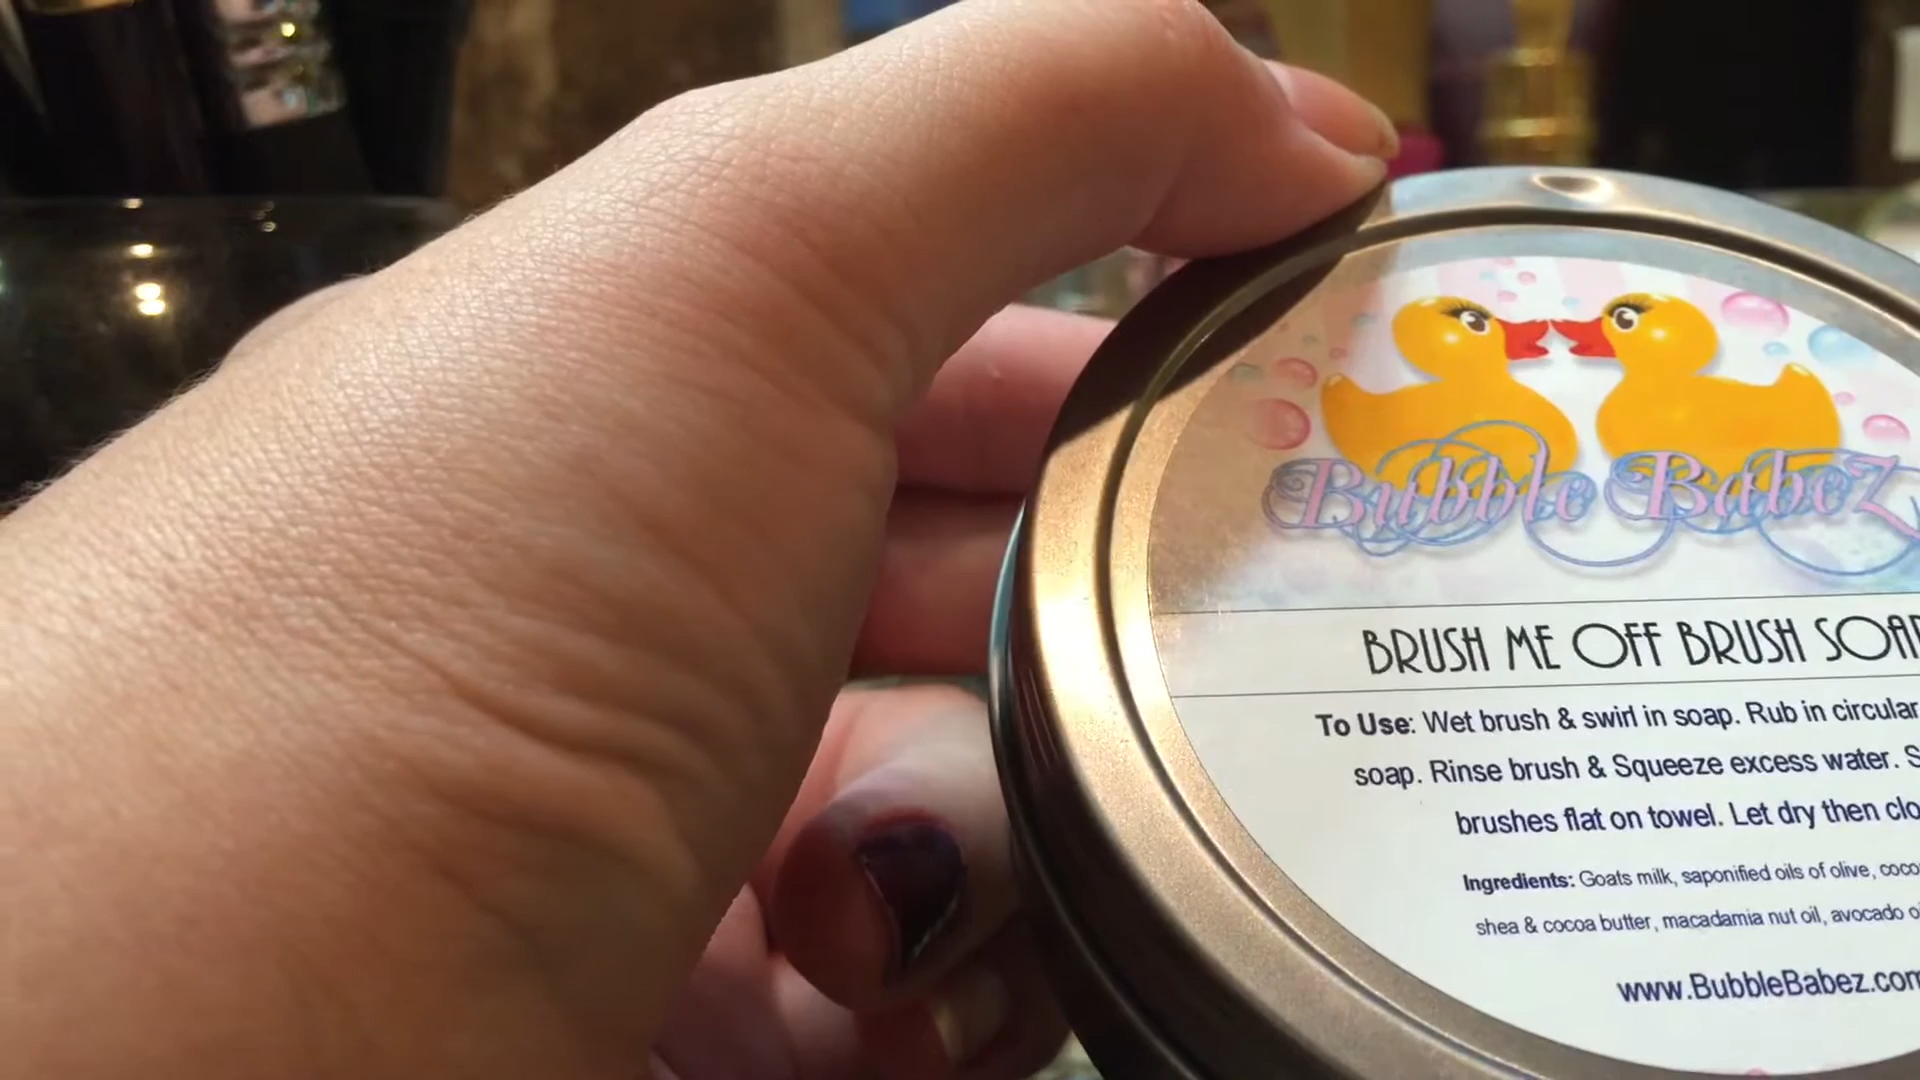 Bubble BabeZ
BRUSH ME OFF BRUSH SOAP
To Use: Wet brush & swirl in soap. Rub in circular
soap. Rinse brush & Squeeze excess water.
brushes flat on towel. Let dry then
Ingredients: Goats milk, saponified oils of olive,
shea & cocoa butter, macadamia nut oil, avocado
www.BubbleBabez.com